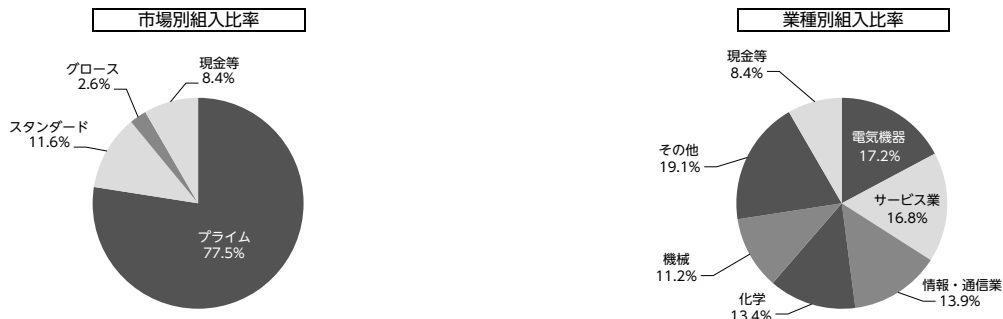 市場別組入比率
現金等
8.4%
グロース
2.6%
スタンダード
11.6%
プライム
77.5%
業種別組入比率
現金等
8.4%
電気機器
17.2%
その他
19.1%
サービス業
16.8%
機械
11.2%
情報・通信業
13.9%
化学
13.4%